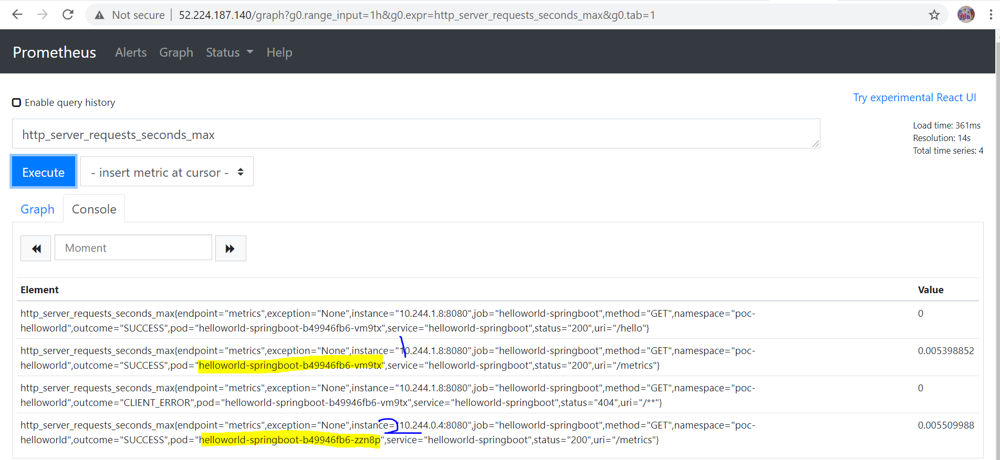 Not secure | 52.224.187.140/graph?g0.range_input=1h&g0.expr=http_server_requests_seconds_max&g0.tab=1
Prometheus Alerts Graph Status Help
Enable query history
Try experimental React UI
http_server_requests_seconds_max
Load time: 361ms
Resolution: 14s
Total time series: 4
Execute - insert metric at cursor -
Graph Console
Moment
Element Value
http_server_requests_seconds_max{endpoint="metrics",exception="None",instance="10.244.1.8:8080",job="helloworld-springboot",method="GET",namespace="poc- 0
helloworld",outcome="SUCCESS",pod="helloworld-springboot-b49946fb6-vm9tx",service="helloworld-springboot",status="200",uri="/hello"}
1
http_server_requests_seconds_max{endpoint="metrics",exception="None",instance="10.244.1.8:8080",job="helloworld-springboot",method="GET",namespace="poc- 0.005398852
helloworld",outcome="SUCCESS",pod="helloworld-springboot-b49946fb6-vm9tx",service="helloworld-springboot",status="200",uri="/metrics"}
http_server_requests_seconds_max{endpoint="metrics",exception="None",instance="10.244.1.8:8080",job="helloworld-springboot",method="GET",namespace="poc- 0
helloworld",outcome="CLIENT_ERROR",pod="helloworld-springboot-b49946fb6-vm9tx",service="helloworld-springboot",status="404",uri="/**"}
2
http_server_requests_seconds_max{endpoint="metrics",exception="None",instance="10.244.0.4:8080",job="helloworld-springboot",method="GET",namespace="poc- 0.005509988
helloworld",outcome="SUCCESS",pod="helloworld-springboot-b49946fb6-zzn8p",service="helloworld-springboot",status="200",uri="/metrics"}